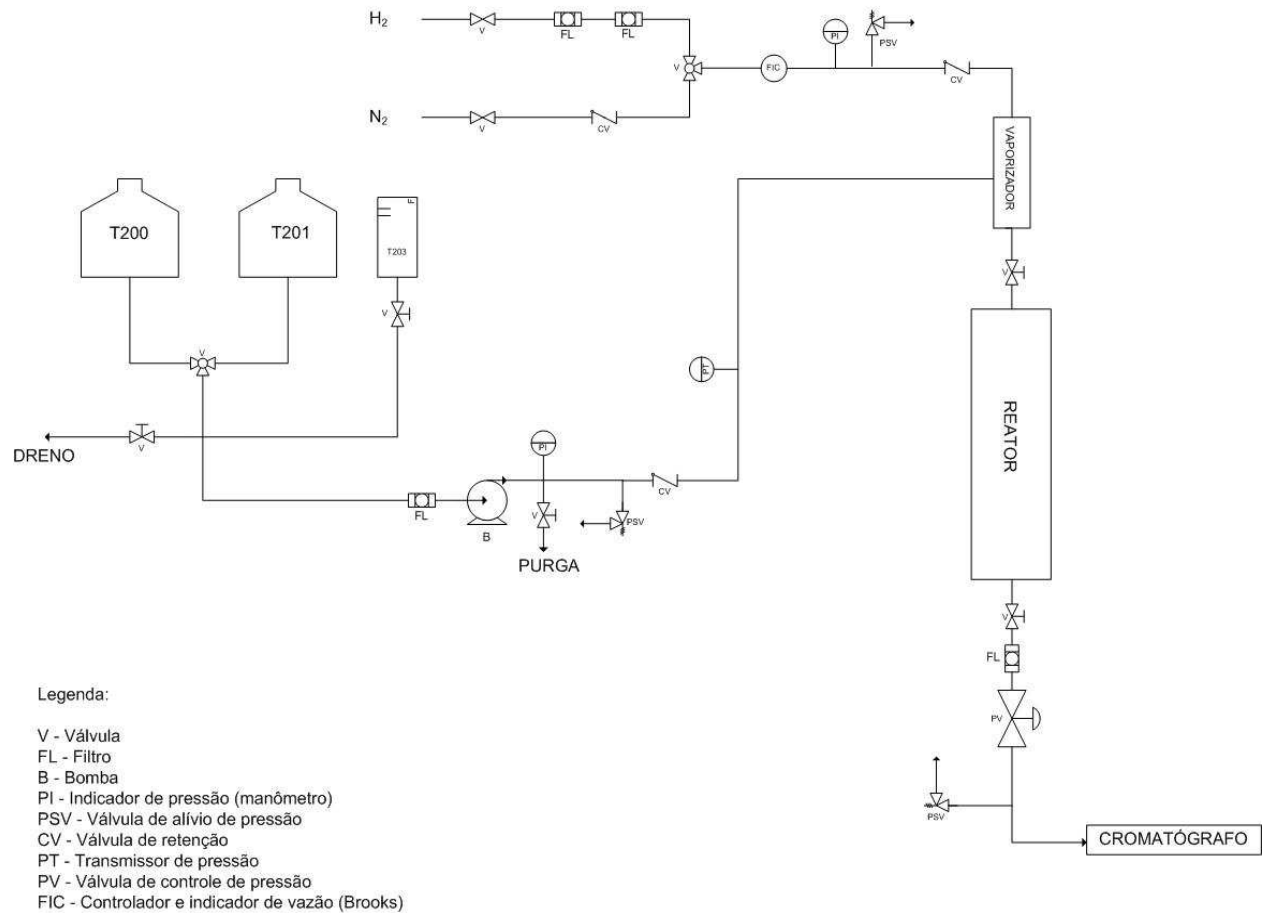 H₂
V
FL
FL
PI
PSV
V
FIC
CV
N₂
V
CV
VAPORIZADOR
T200
T201
F
T203
V
V
V
PT
REATOR
DRENO
V
PI
CV
FL
B
V
PSV
PURGA
V
FL
PV
PSV
CROMATÓGRAFO
Legenda:
V - Válvula
FL - Filtro
B - Bomba
PI - Indicador de pressão (manômetro)
PSV - Válvula de alívio de pressão
CV - Válvula de retenção
PT - Transmissor de pressão
PV - Válvula de controle de pressão
FIC - Controlador e indicador de vazão (Brooks)